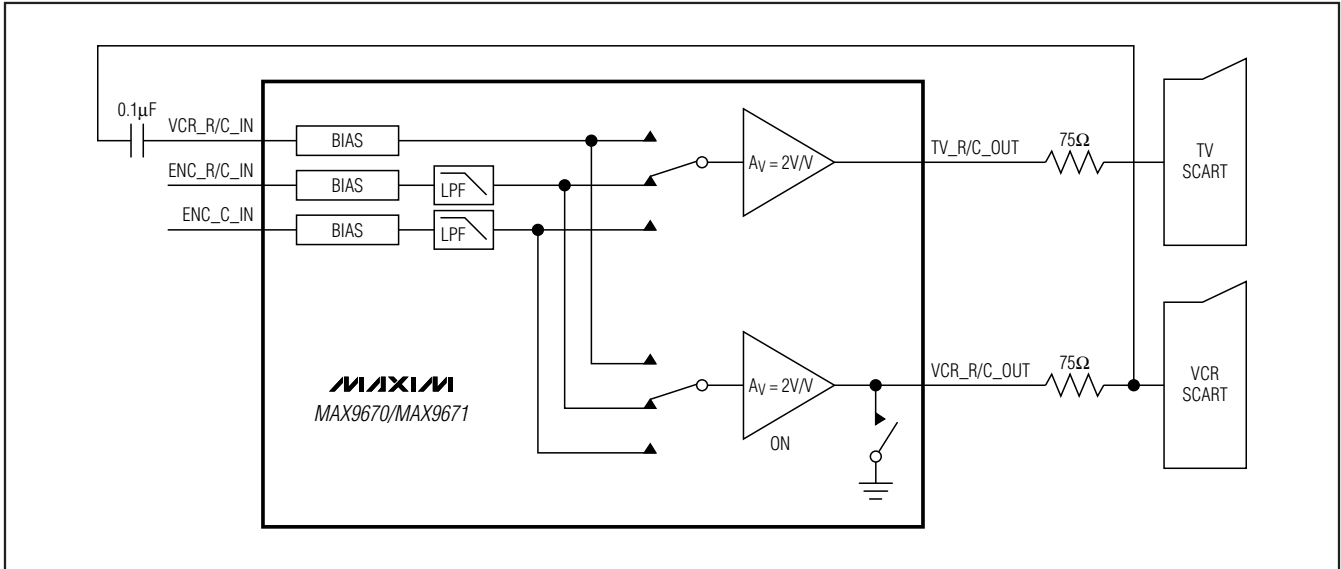 0.1µF
VCR_R/C_IN
BIAS
ENC_R/C_IN
BIAS
LPF
ENC_C_IN
BIAS
LPF
AV = 2V/V
TV_R/C_OUT
75Ω
TV
SCART
MAXIM
MAX9670/MAX9671
AV = 2V/V
ON
VCR_R/C_OUT
75Ω
VCR
SCART